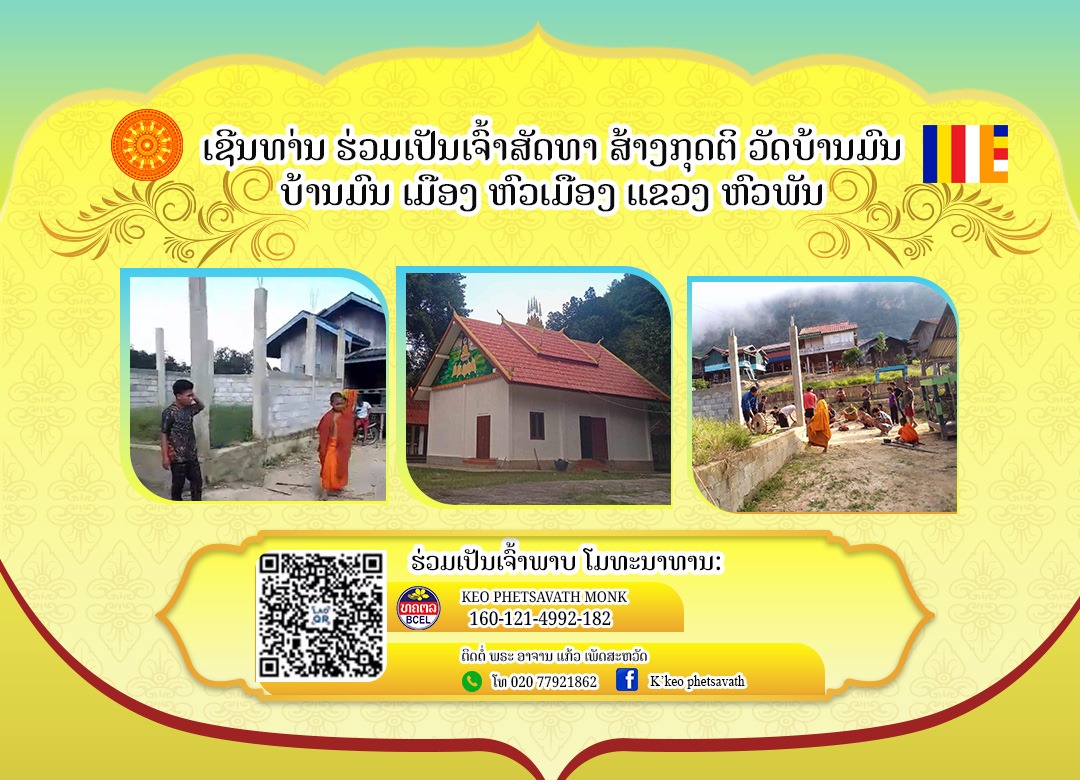 ເຊີນທ່ານ ຮ່ວມເປັນເຈົ້າສັດທາ ສ້າງກຸດຕິ ວັດບ້ານມົນ
ບ້ານມົນ ເມືອງ ຫົວເມືອງ ແຂວງ ຫົວພັນ
ຮ່ວມເປັນເຈົ້າພາບ ໂມທະນາທານ:
LAO QR
ທຄຕລ
BCEL
KEO PHETSAVATH MONK
160-121-4992-182
ຕິດຕໍ່ ພຣະ ອາຈານ ແກ້ວ ເພັດສະຫວັດ
ໂທ 020 77921862
K'keo phetsavath